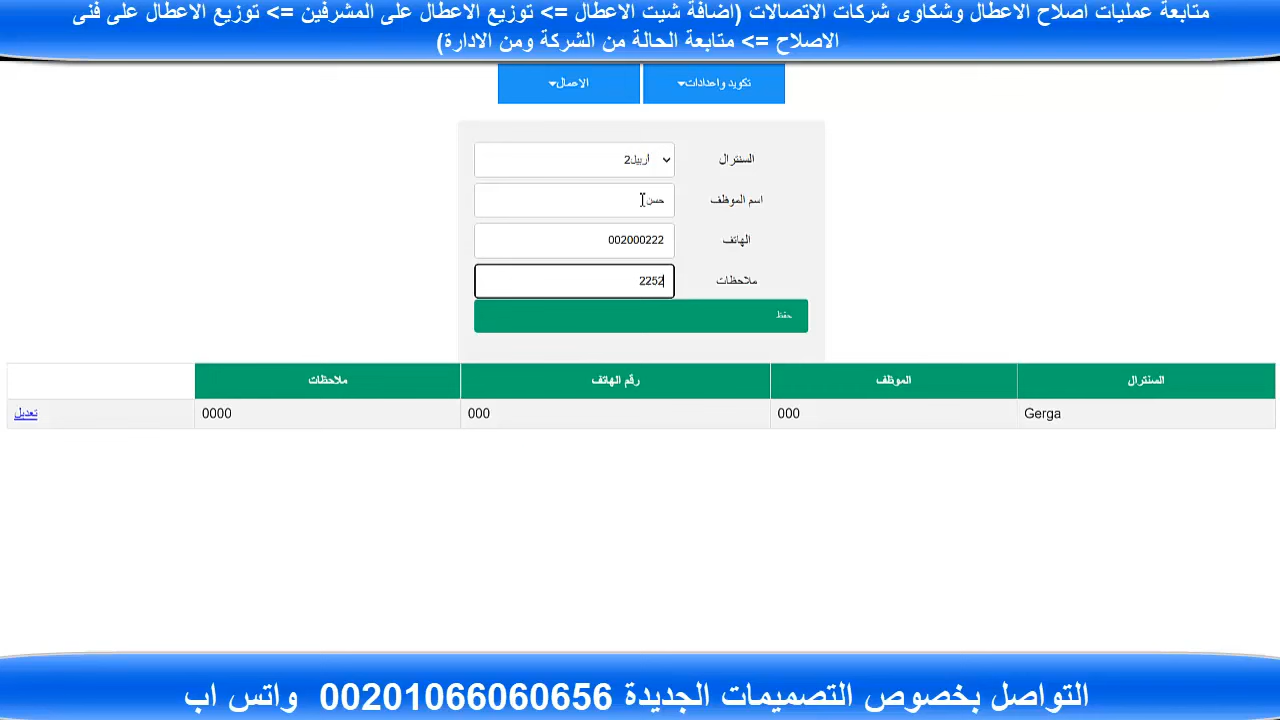 متابعة عمليات اصلاح الاعطال وشكاوى شركات الاتصالات (اضافة شيت الاعطال => توزيع الاعطال على المشرفين => توزيع الاعطال على فنى
الاصلاح => متابعة الحالة من الشركة ومن الادارة)
تكويد واعدادات
الاعمال
السنترال
اربيل2
اسم الموظف
حسن
الهاتف
002000222
ملاحظات
2252
حفظ
السنترال الموظف رقم الهاتف ملاحظات
Gerga 000 000 0000 تعديل
التواصل بخصوص التصميمات الجديدة 00201066060656 واتس اب